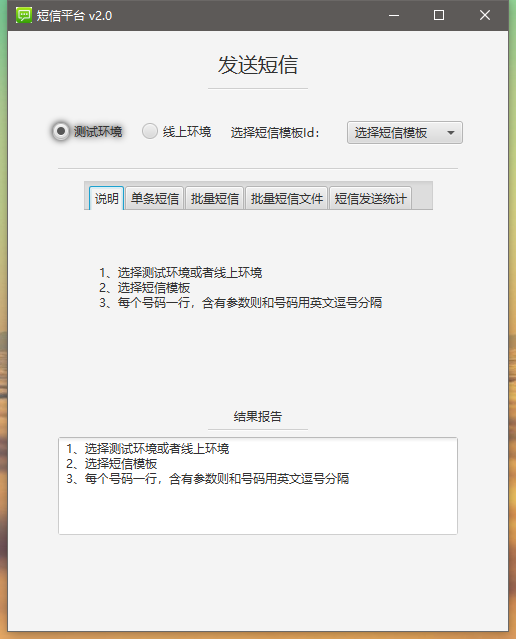 短信平台 v2.0
发送短信
测试环境 线上环境 选择短信模板Id： 选择短信模板
说明 单条短信 批量短信 批量短信文件 短信发送统计
1、选择测试环境或者线上环境
2、选择短信模板
3、每个号码一行，含有参数则和号码用英文逗号分隔
结果报告
1、选择测试环境或者线上环境
2、选择短信模板
3、每个号码一行，含有参数则和号码用英文逗号分隔